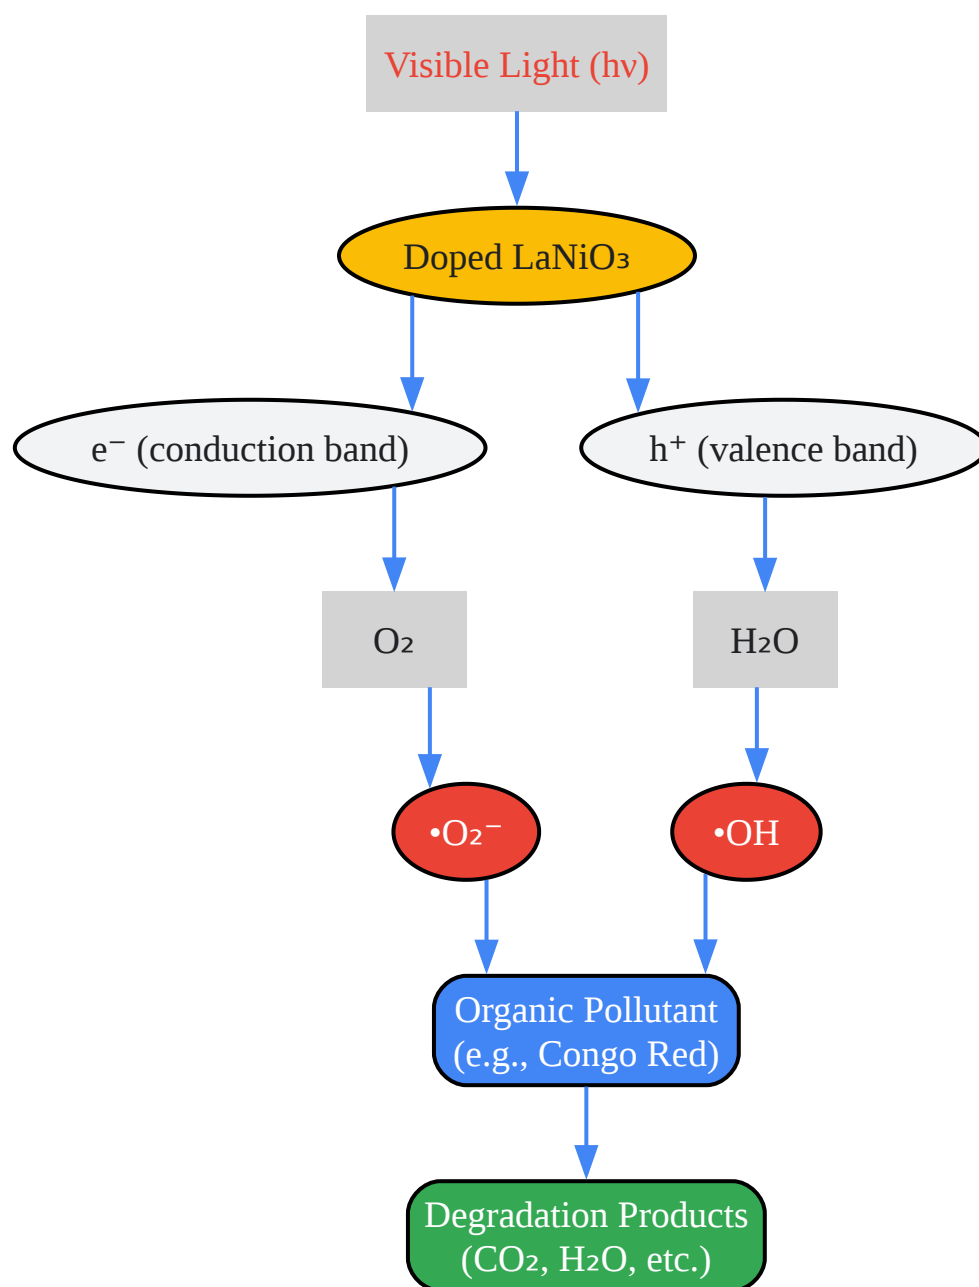 Visible Light (hν)
Doped LaNiO₃
e⁻ (conduction band)
h⁺ (valence band)
O₂
H₂O
•O₂⁻
•OH
Organic Pollutant
(e.g., Congo Red)
Degradation Products
(CO₂, H₂O, etc.)